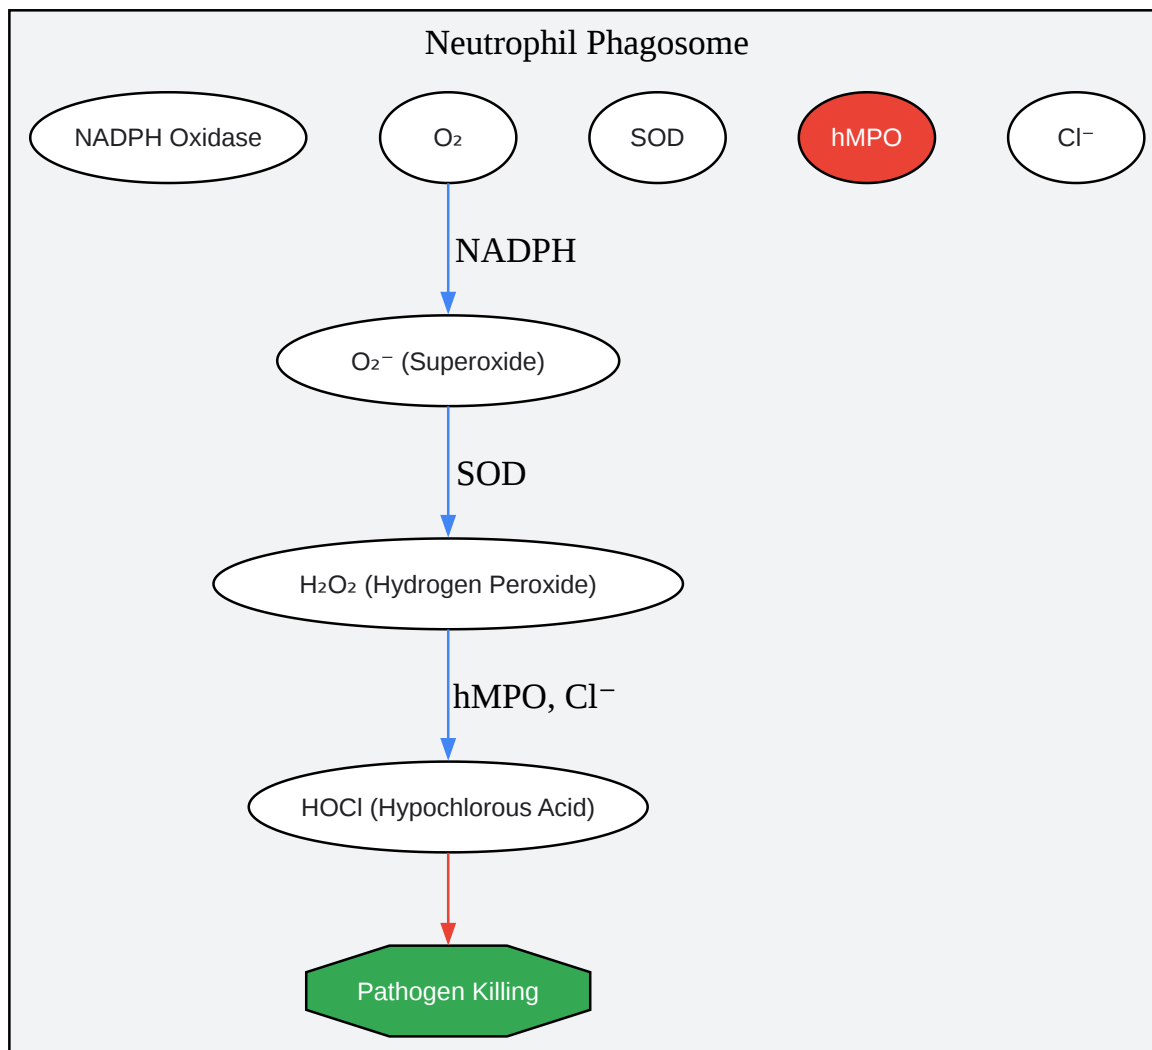 Neutrophil Phagosome
NADPH Oxidase
O₂
SOD
hMPO
Cl⁻
NADPH
O₂⁻ (Superoxide)
SOD
H₂O₂ (Hydrogen Peroxide)
hMPO, Cl⁻
HOCl (Hypochlorous Acid)
Pathogen Killing